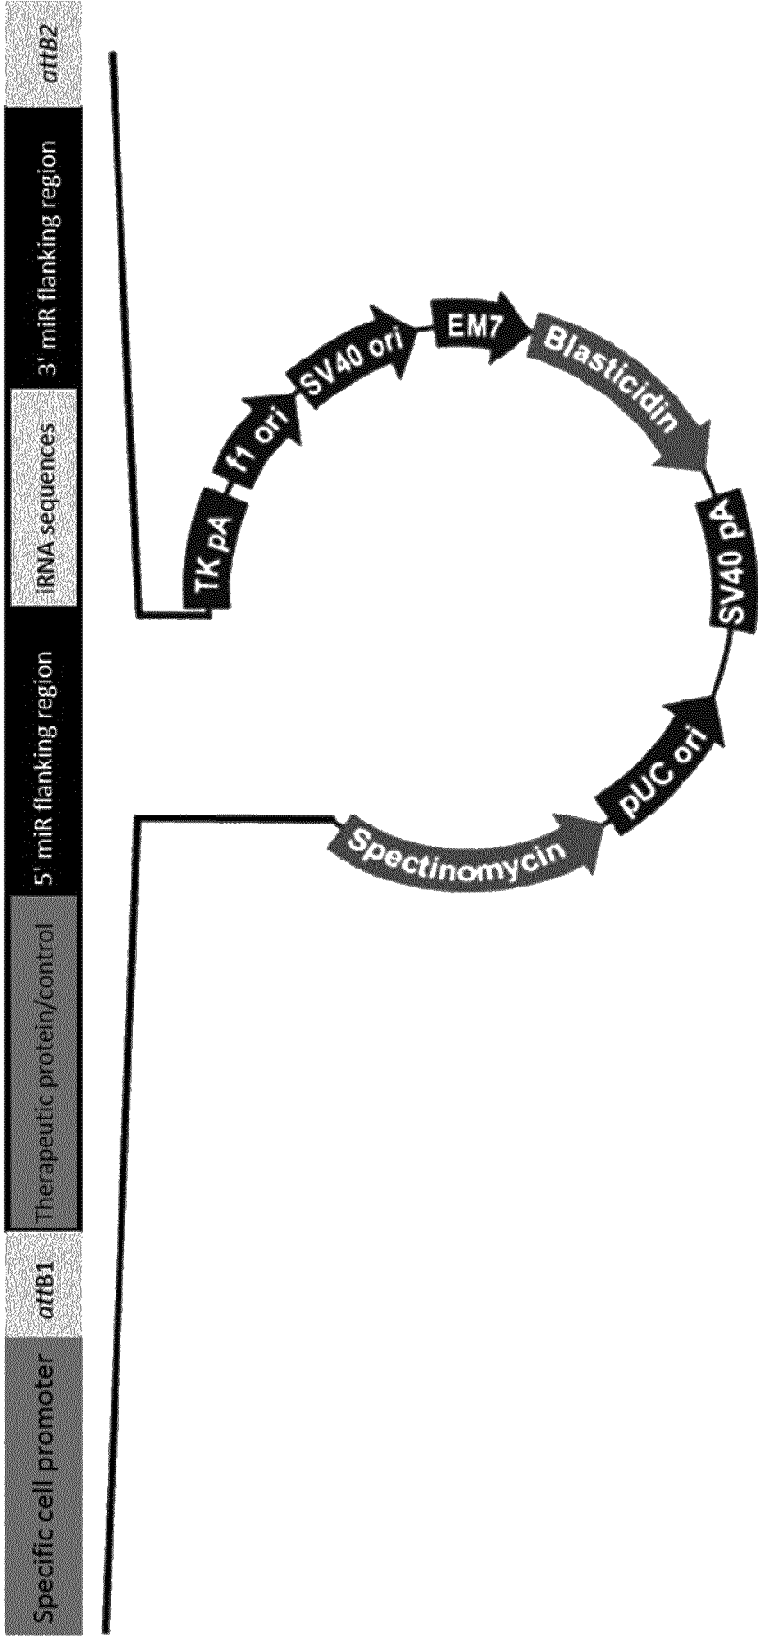 Specific cell promoter
attB1
Therapeutic protein/control
5' miR flanking region
iRNA sequences
3' miR flanking region
attB2
TK pA
f1 ori
SV40 ori
EM7
Blasticidin
SV40 pA
pUC ori
Spectinomycin